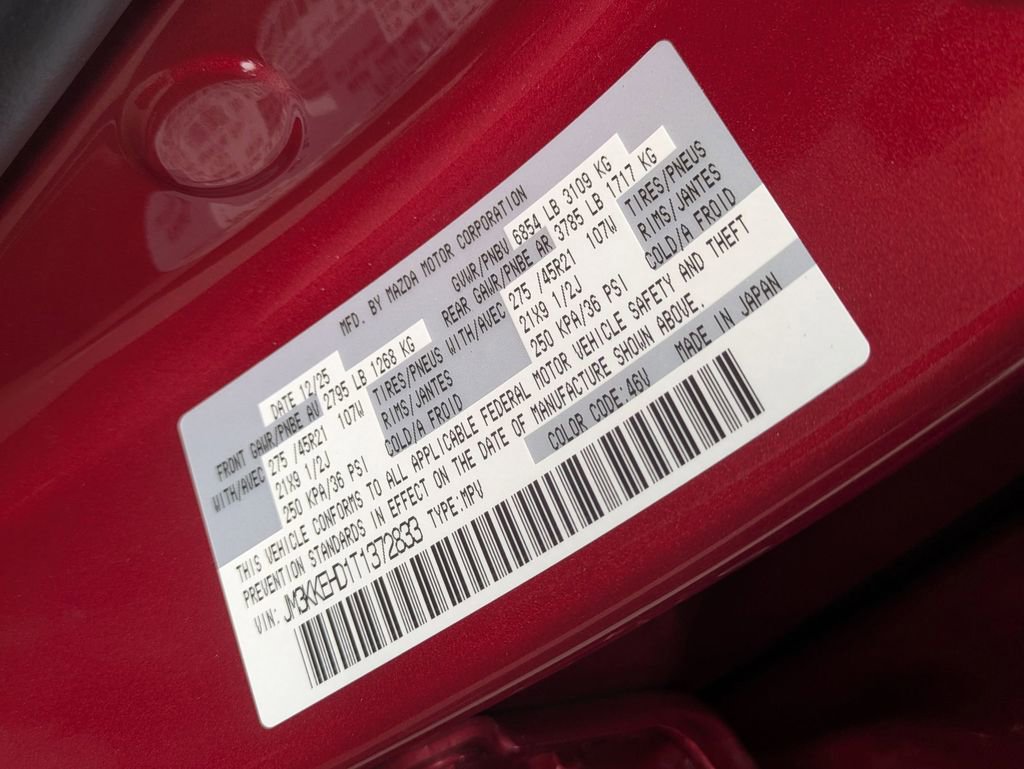 MFD. BY MAZDA MOTOR CORPORATION
DATE 12/25 GVWR/PNBV 6854 LB 3109 KG
FRONT GAWR/PNBE AV 2795 LB 1268 KG REAR GAWR/PNBE AR 3785 LB 1717 KG
WITH/AVEC 275 /45R21 107W TIRES/PNEUS WITH/AVEC 275 /45R21 107W TIRES/PNEUS
21X9 1/2J RIMS/JANTES 21X9 1/2J RIMS/JANTES
250 KPA/36 PSI COLD/A FROID 250 KPA/36 PSI COLD/A FROID
THIS VEHICLE CONFORMS TO ALL APPLICABLE FEDERAL MOTOR VEHICLE SAFETY AND THEFT
PREVENTION STANDARDS IN EFFECT ON THE DATE OF MANUFACTURE SHOWN ABOVE.
VIN: JM3KKEHD1T1372833 TYPE:MPV COLOR CODE:46V MADE IN JAPAN